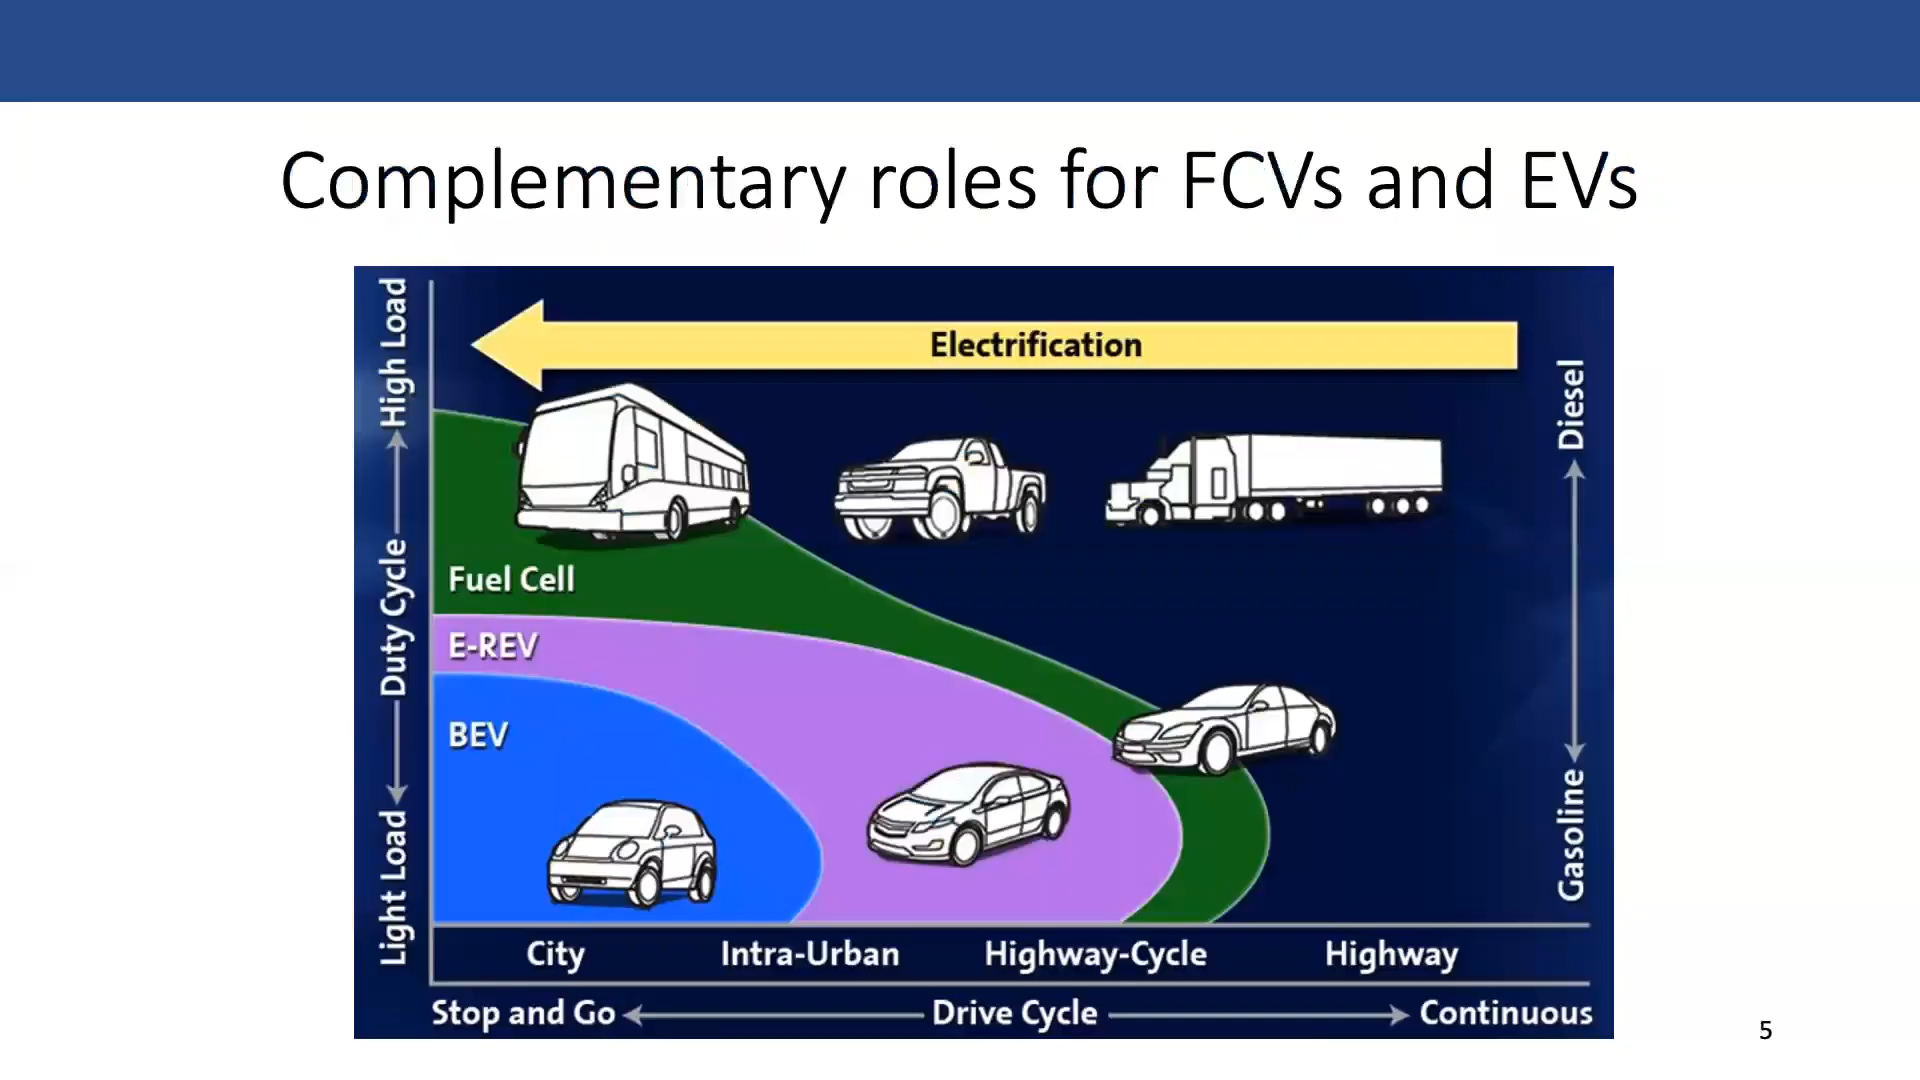 Complementary roles for FCVs and EVs
Electrification
High Load
Duty Cycle
Light Load
Diesel
Gasoline
Fuel Cell
E-REV
BEV
City Intra-Urban Highway-Cycle Highway
Stop and Go Drive Cycle Continuous
5